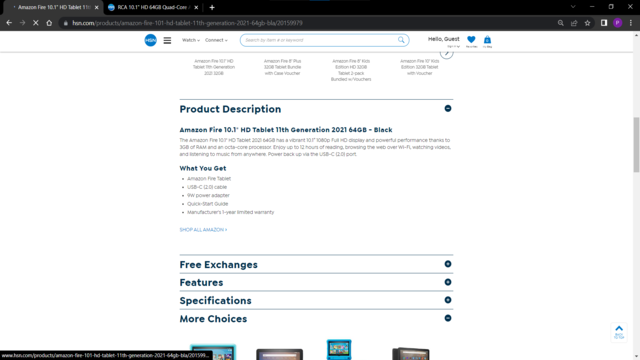 Amazon Fire 10.1" HD Tablet 11th G
RCA 10.1" HD 64GB Quad-Core
hsn.com/products/amazon-fire-101-hd-tablet-11th-generation-2021-64gb-bla/20159979
P
HSN
Watch
Connect
Search by item # or keyword
Hello, Guest
Amazon Fire 10.1" HD
Tablet 11th Generation
2021 32GB
Amazon Fire 8" Plus
32GB Tablet Bundle
with Case Voucher
Amazon Fire 8" Kids
Edition HD 32GB
Tablet 2-pack
Bundled w/Vouchers
Amazon Fire 10" Kids
Edition 32GB Tablet
with Voucher
Product Description
Amazon Fire 10.1" HD Tablet 11th Generation 2021 64GB - Black
The Amazon Fire 10.1" HD Tablet 2021 64GB has a vibrant 10.1" 1080p Full HD display and powerful performance thanks to
3GB of RAM and an octa-core processor. Enjoy up to 12 hours of reading, browsing the web over Wi-Fi, watching videos,
and listening to music from anywhere. Power back up via the USB-C (2.0) port.
What You Get
• Amazon Fire Tablet
• USB-C (2.0) cable
• 9W power adapter
• Quick-Start Guide
• Manufacturer's 1-year limited warranty
SHOP ALL AMAZON >
Free Exchanges
Features
Specifications
More Choices
BACK
TO TOP
https://www.hsn.com/products/amazon-fire-101-hd-tablet-11th-generation-2021-64gb-bla/201599...